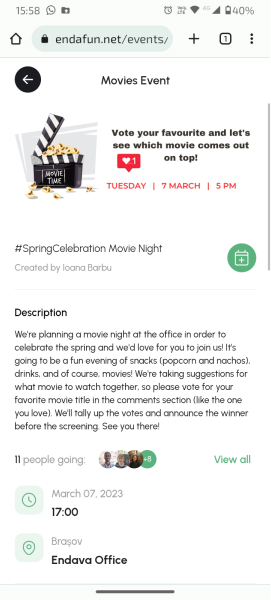 15:58
4G
40%
endafun.net/events/
1
Movies Event
MOVIE
TIME
Vote your favourite and let's
see which movie comes out
on top!
1
TUESDAY | 7 MARCH | 5 PM
#SpringCelebration Movie Night
Created by Ioana Barbu
Description
We're planning a movie night at the office in order to
celebrate the spring and we'd love for you to join us! It's
going to be a fun evening of snacks (popcorn and nachos),
drinks, and of course, movies! We're taking suggestions for
what movie to watch together, so please vote for your
favorite movie title in the comments section (like the one
you love). We'll tally up the votes and announce the winner
before the screening. See you there!
11 people going:
+8
View all
March 07, 2023
17:00
Brașov
Endava Office